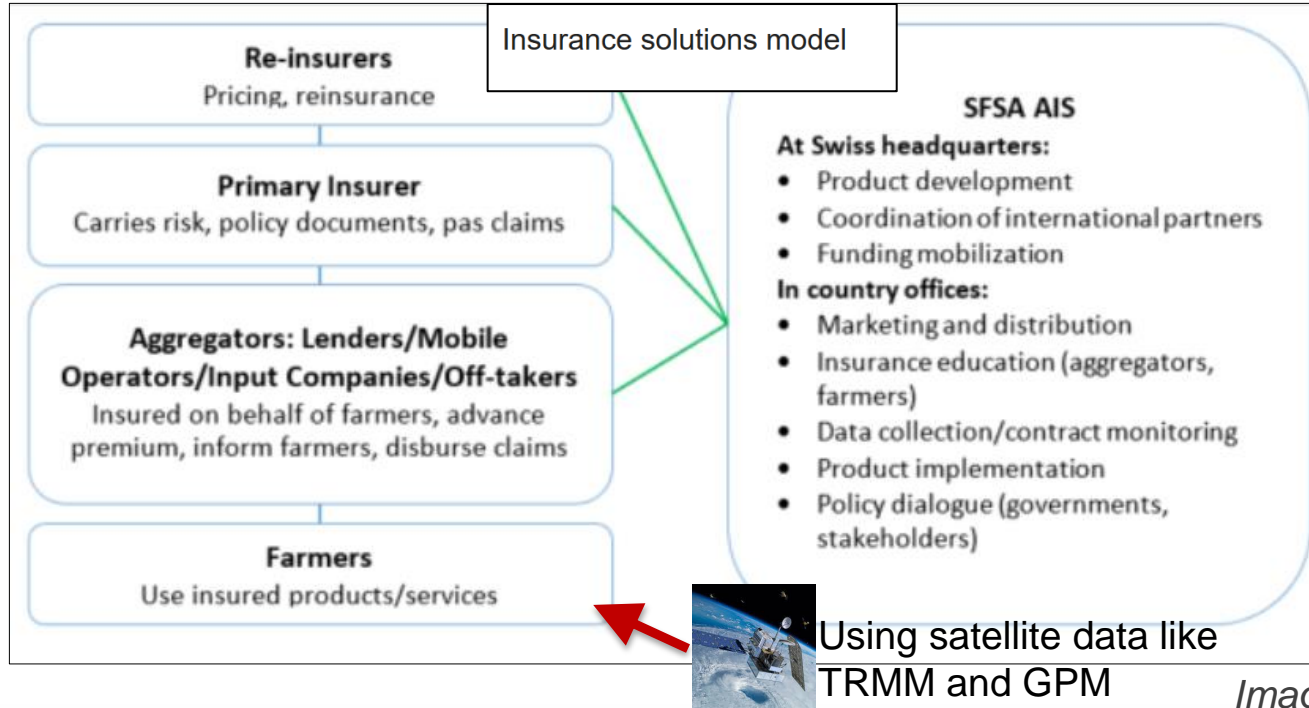 Insurance solutions model
Re-insurers
Pricing, reinsurance
Primary Insurer
Carries risk, policy documents, pas claims
Aggregators: Lenders/Mobile
Operators/Input Companies/Off-takers
Insured on behalf of farmers, advance
premium, inform farmers, disburse claims
Farmers
Use insured products/services
SFSA AIS
At Swiss headquarters:
• Product development
• Coordination of international partners
• Funding mobilization
In country offices:
• Marketing and distribution
• Insurance education (aggregators,
farmers)
• Data collection/contract monitoring
• Product implementation
• Policy dialogue (governments,
stakeholders)
Using satellite data like
TRMM and GPM